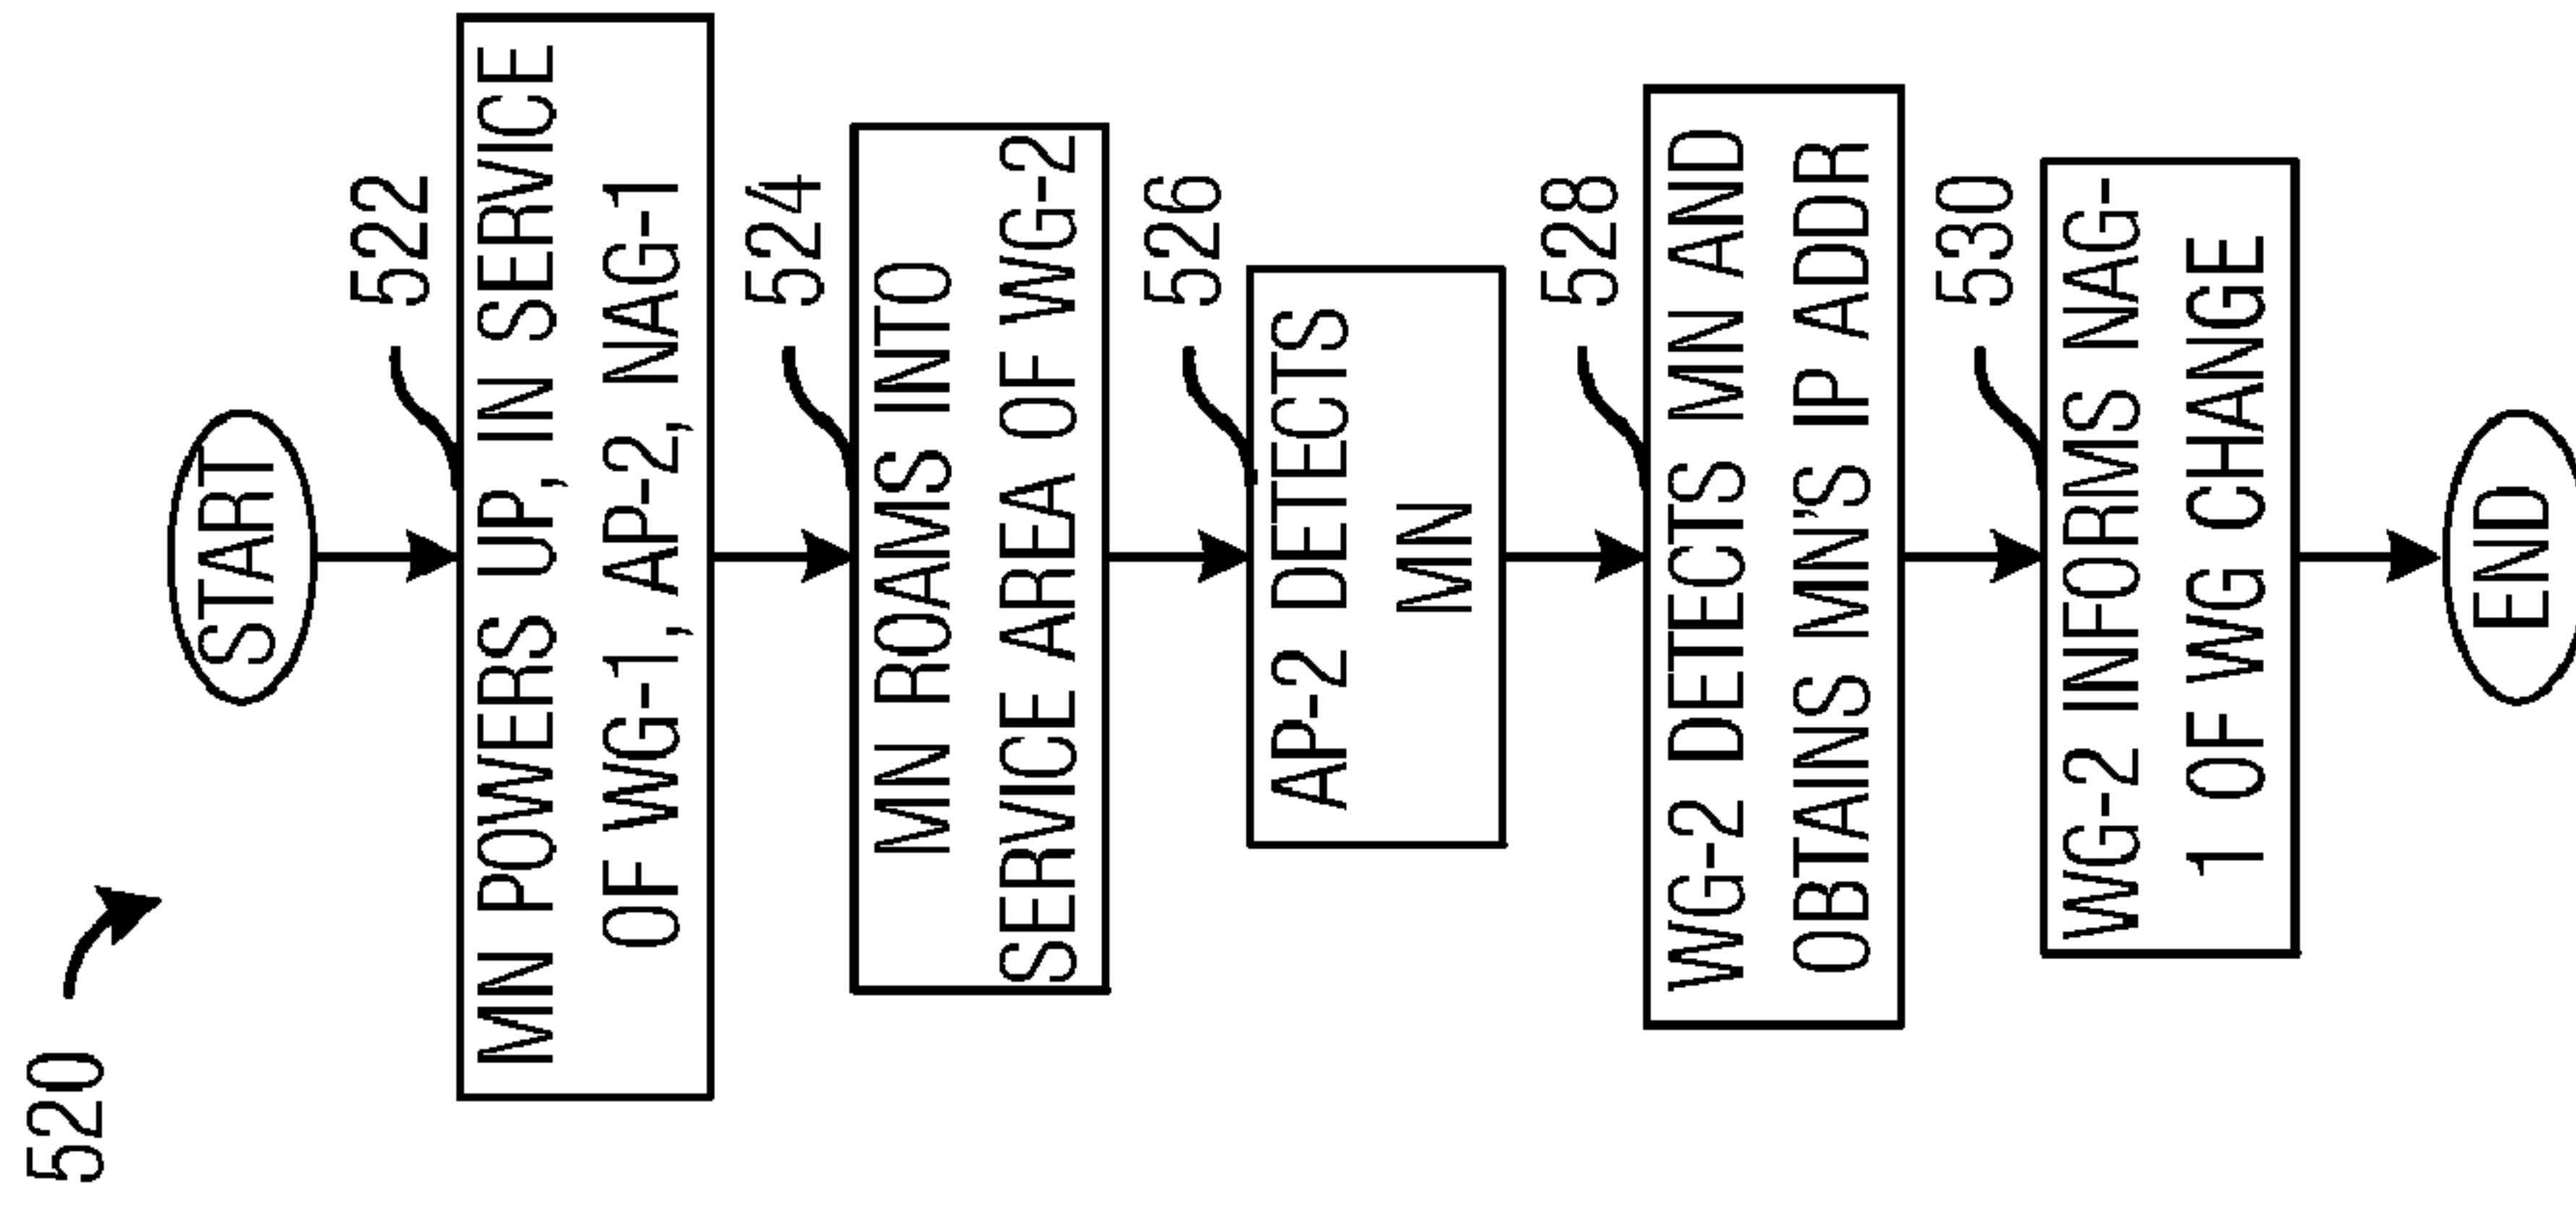 520
START
522
MN POWERS UP, IN SERVICE
OF WG-1, AP-2, NAG-1
524
MN ROAMS INTO
SERVICE AREA OF WG-2
526
AP-2 DETECTS
MN
528
WG-2 DETECTS MN AND
OBTAINS MN'S IP ADDR
530
WG-2 INFORMS NAG-
1 OF WG CHANGE
END